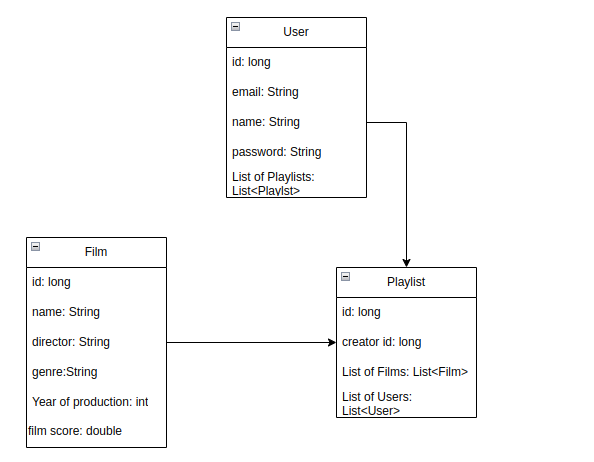 User
id: long
email: String
name: String
password: String
List of Playlists:
List<Playlst>
Film
id: long
name: String
director: String
genre:String
Year of production: int
film score: double
Playlist
id: long
creator id: long
List of Films: List<Film>
List of Users:
List<User>